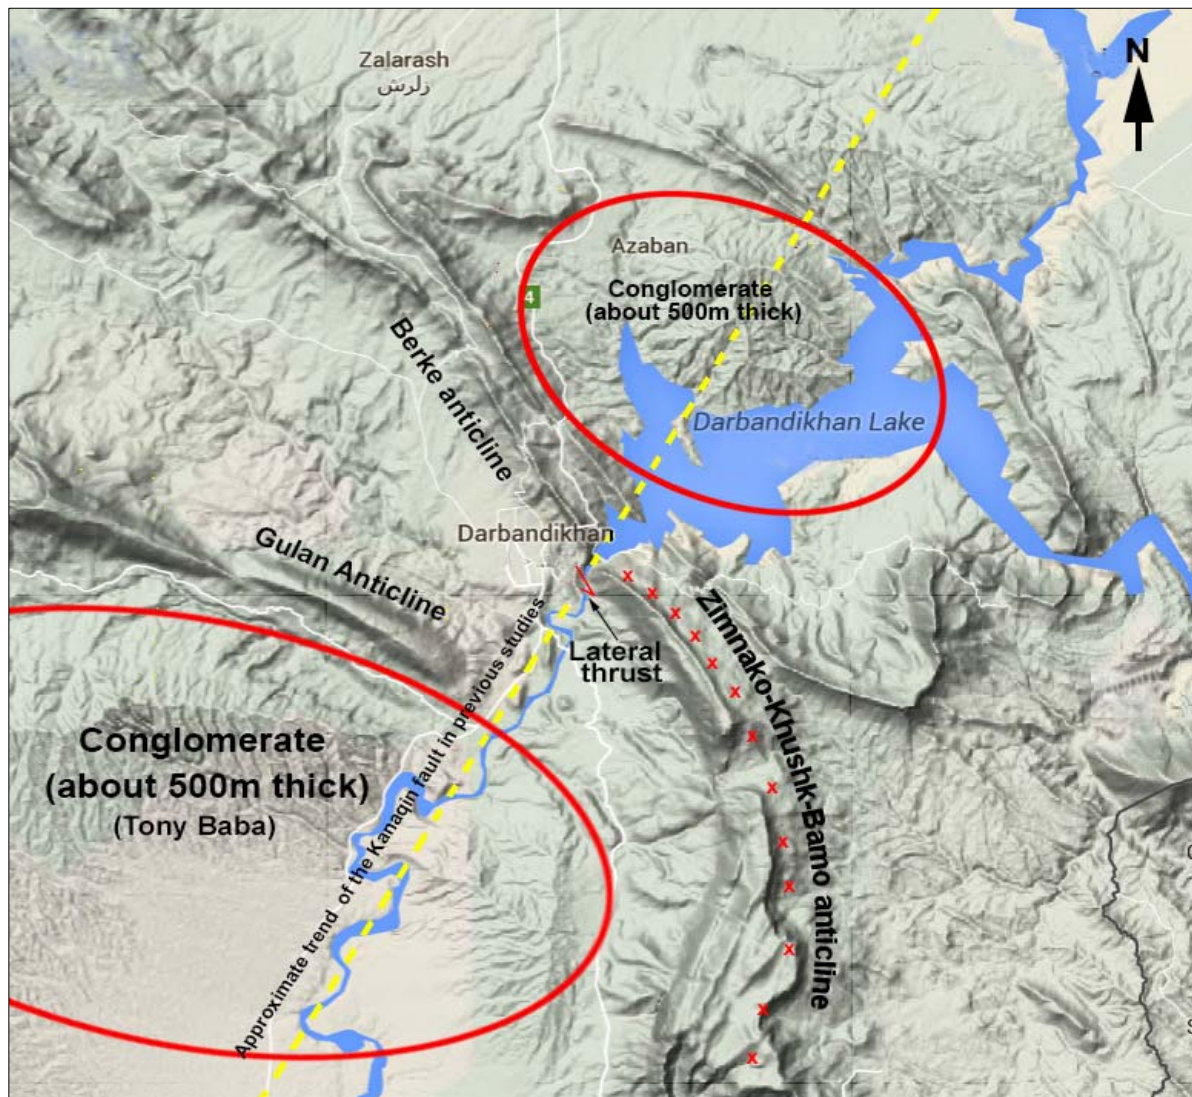 Zalarash
زلرش
N
Azaban
Conglomerate
(about 500m thick)
4
Berke anticline
Darbandikhan Lake
Darbandikhan
Gulan Anticline
Lateral
thrust
Zimnako-Khushk-Bamo anticline
Conglomerate
(about 500m thick)
(Tony Baba)
Approximate trend of the Kanaqin fault in previous studies
x
x
x
x
x
x
x
x
x
x
x
x
x